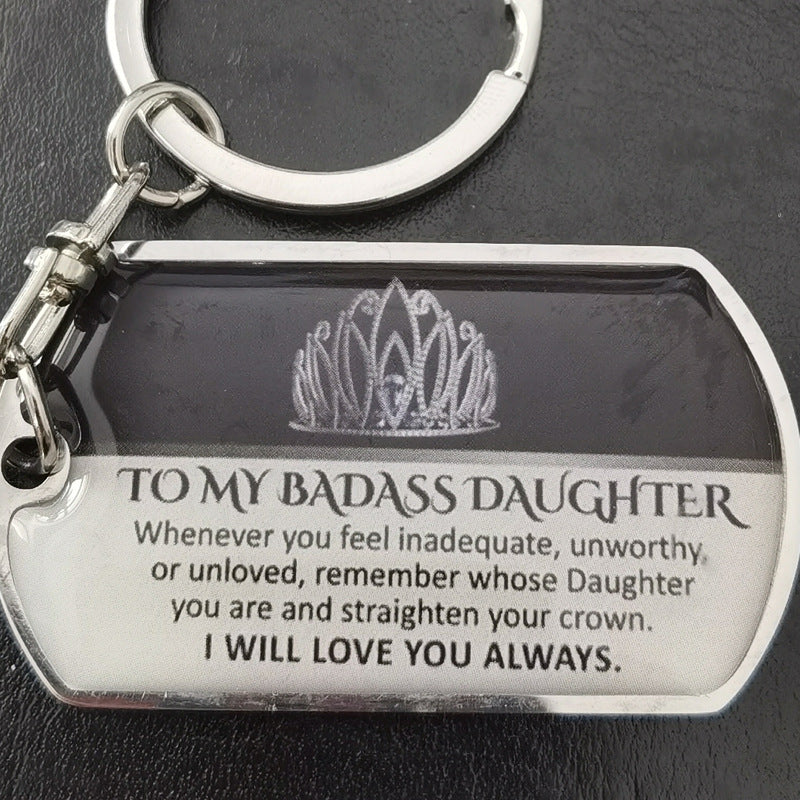 TO MY BADASS DAUGHTER
Whenever you feel inadequate, unworthy,
or unloved, remember whose Daughter
you are and straighten your crown.
I WILL LOVE YOU ALWAYS.